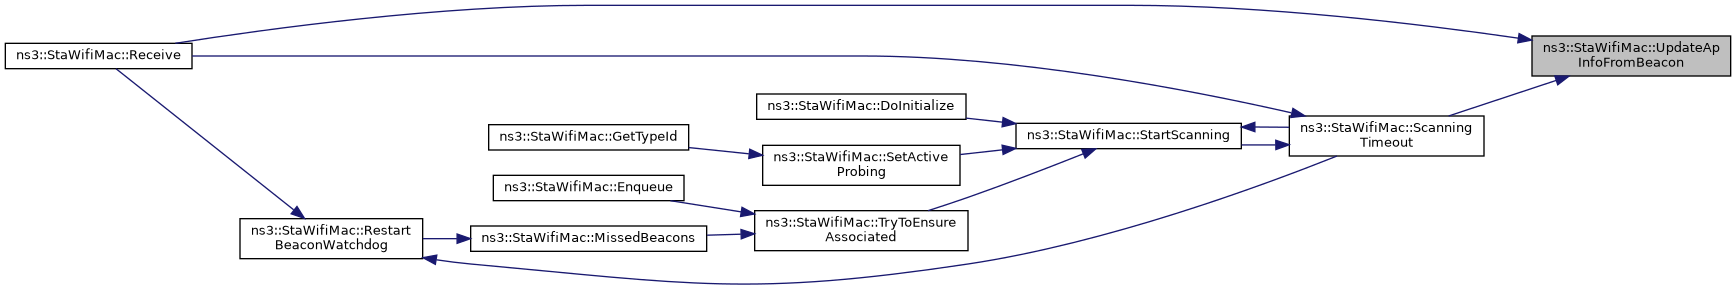 ns3::StaWifiMac::Receive
ns3::StaWifiMac::UpdateAp
InfoFromBeacon
ns3::StaWifiMac::DoInitialize
ns3::StaWifiMac::GetTypeId
ns3::StaWifiMac::StartScanning
ns3::StaWifiMac::Scanning
Timeout
ns3::StaWifiMac::SetActive
Probing
ns3::StaWifiMac::Enqueue
ns3::StaWifiMac::TryToEnsure
Associated
ns3::StaWifiMac::Restart
BeaconWatchdog
ns3::StaWifiMac::MissedBeacons